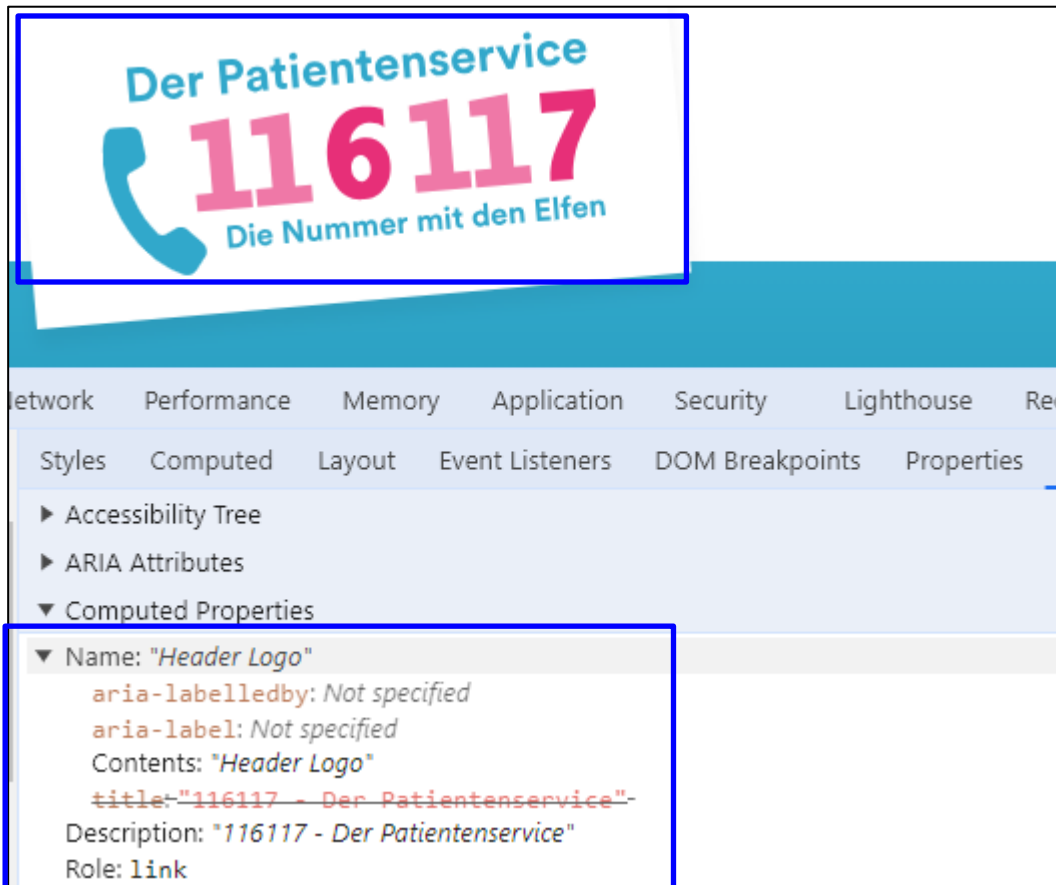 Der Patientenservice
116117
Die Nummer mit den Elfen
Performance Memory Application Security Lighthouse
Styles Computed Layout Event Listeners DOM Breakpoints Properties
Accessibility Tree
ARIA Attributes
Computed Properties
Name: "Header Logo"
aria-labelledby: Not specified
aria-label: Not specified
Contents: "Header Logo"
title: "116117 - Der Patientenservice"
Description: "116117 - Der Patientenservice"
Role: link